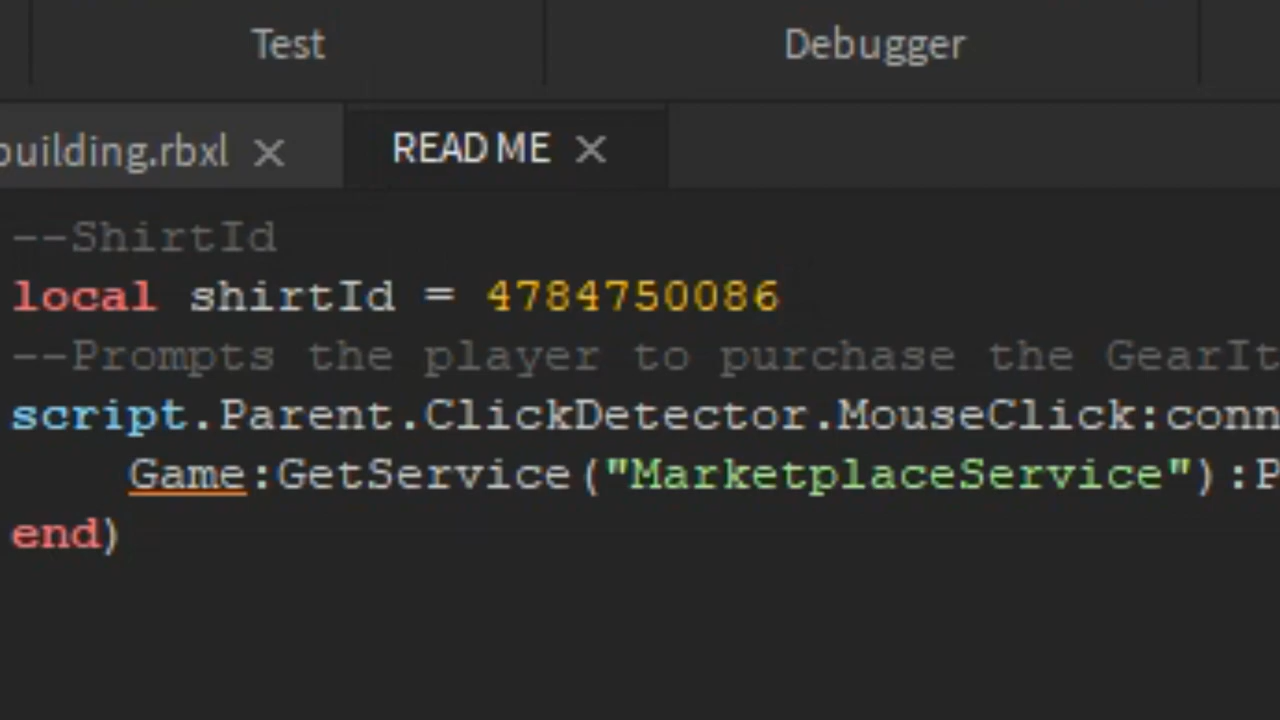 Test Debugger
building.rbxl × READ ME ×
--ShirtId
local shirtId = 4784750086
--Prompts the player to purchase the GearIt
script.Parent.ClickDetector.MouseClick:conn
Game:GetService("MarketplaceService"):P
end)